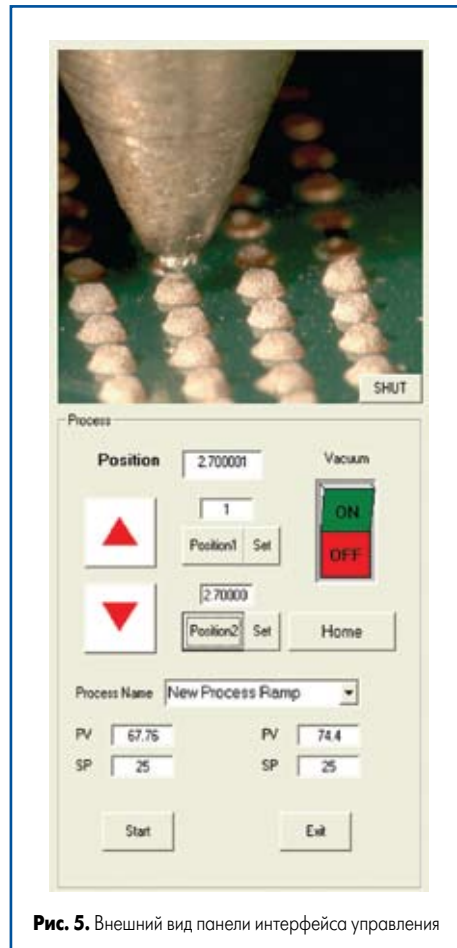 SHUT
Process
Position 2.700001 Vacuum
1 ON
Position1 Set OFF
2.70000
Position2 Set Home
Process Name New Process Ramp
PV 67.76 PV 74.4
SP 25 SP 25
Start Exit
Рис. 5. Внешний вид панели интерфейса управления